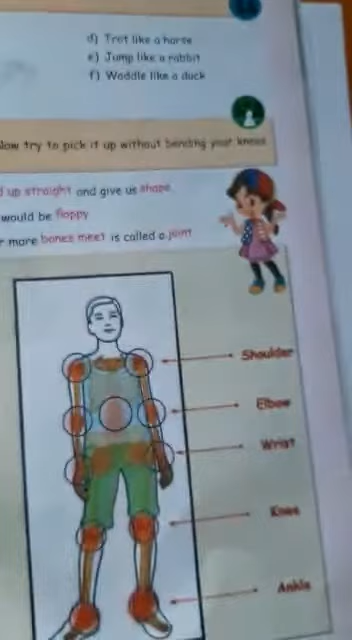 d) Trot like a horse
e) Jump like a rabbit
f) Waddle like a duck
Now try to pick it up without bending your knees
up straight and give us shape
would be floppy
more bones meet is called a joint
Shoulder
Elbow
Wrist
Knee
Ankle